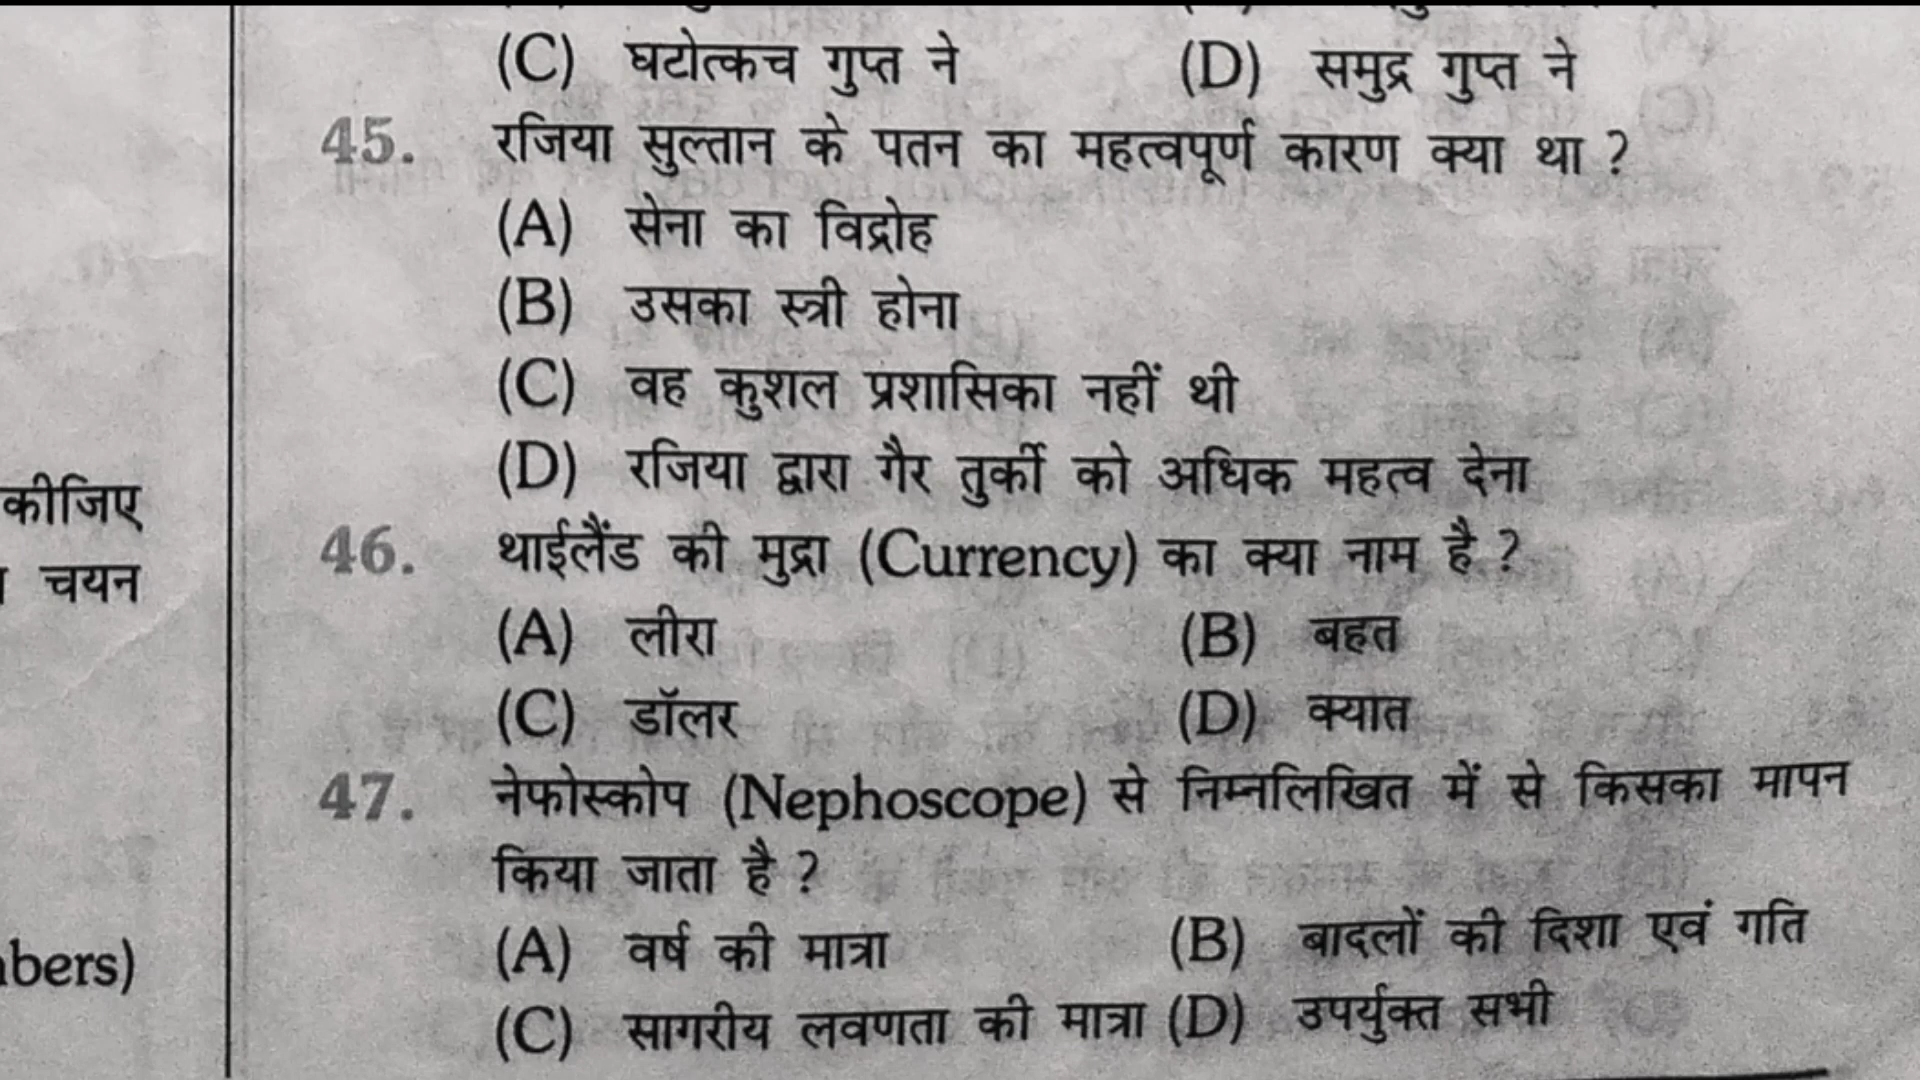 (C) घटोत्कच गुप्त ने (D) समुद्र गुप्त ने
45. रजिया सुल्तान के पतन का महत्वपूर्ण कारण क्या था ?
(A) सेना का विद्रोह
(B) उसका स्त्री होना
(C) वह कुशल प्रशासिका नहीं थी
(D) रजिया द्वारा गैर तुर्की को अधिक महत्व देना
कीजिए
46. थाईलैंड की मुद्रा (Currency) का क्या नाम है ?
चयन
(A) लीरा (B) बहत
(C) डॉलर (D) क्यात
47. नेफोस्कोप (Nephoscope) से निम्नलिखित में से किसका मापन
किया जाता है ?
(A) वर्ष की मात्रा (B) बादलों की दिशा एवं गति
bers)
(C) सागरीय लवणता की मात्रा (D) उपर्युक्त सभी